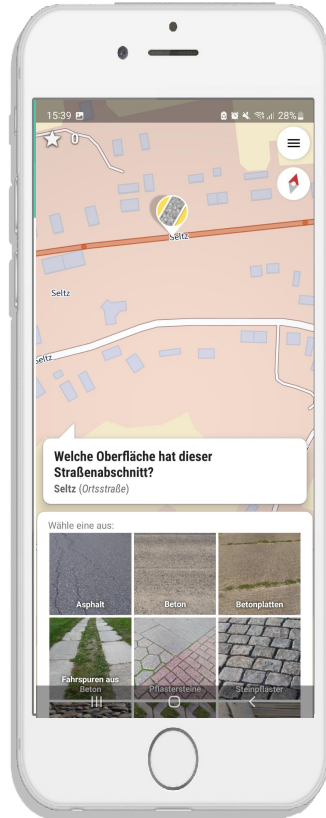 15:39
28%
0
Seltz
Seltz
Seltz
Welche Oberfläche hat dieser
Straßenabschnitt?
Seltz (Ortsstraße)
Wähle eine aus:
Asphalt
Beton
Betonplatten
Fahrspuren aus
Beton
Pflastersteine
Steinpflaster